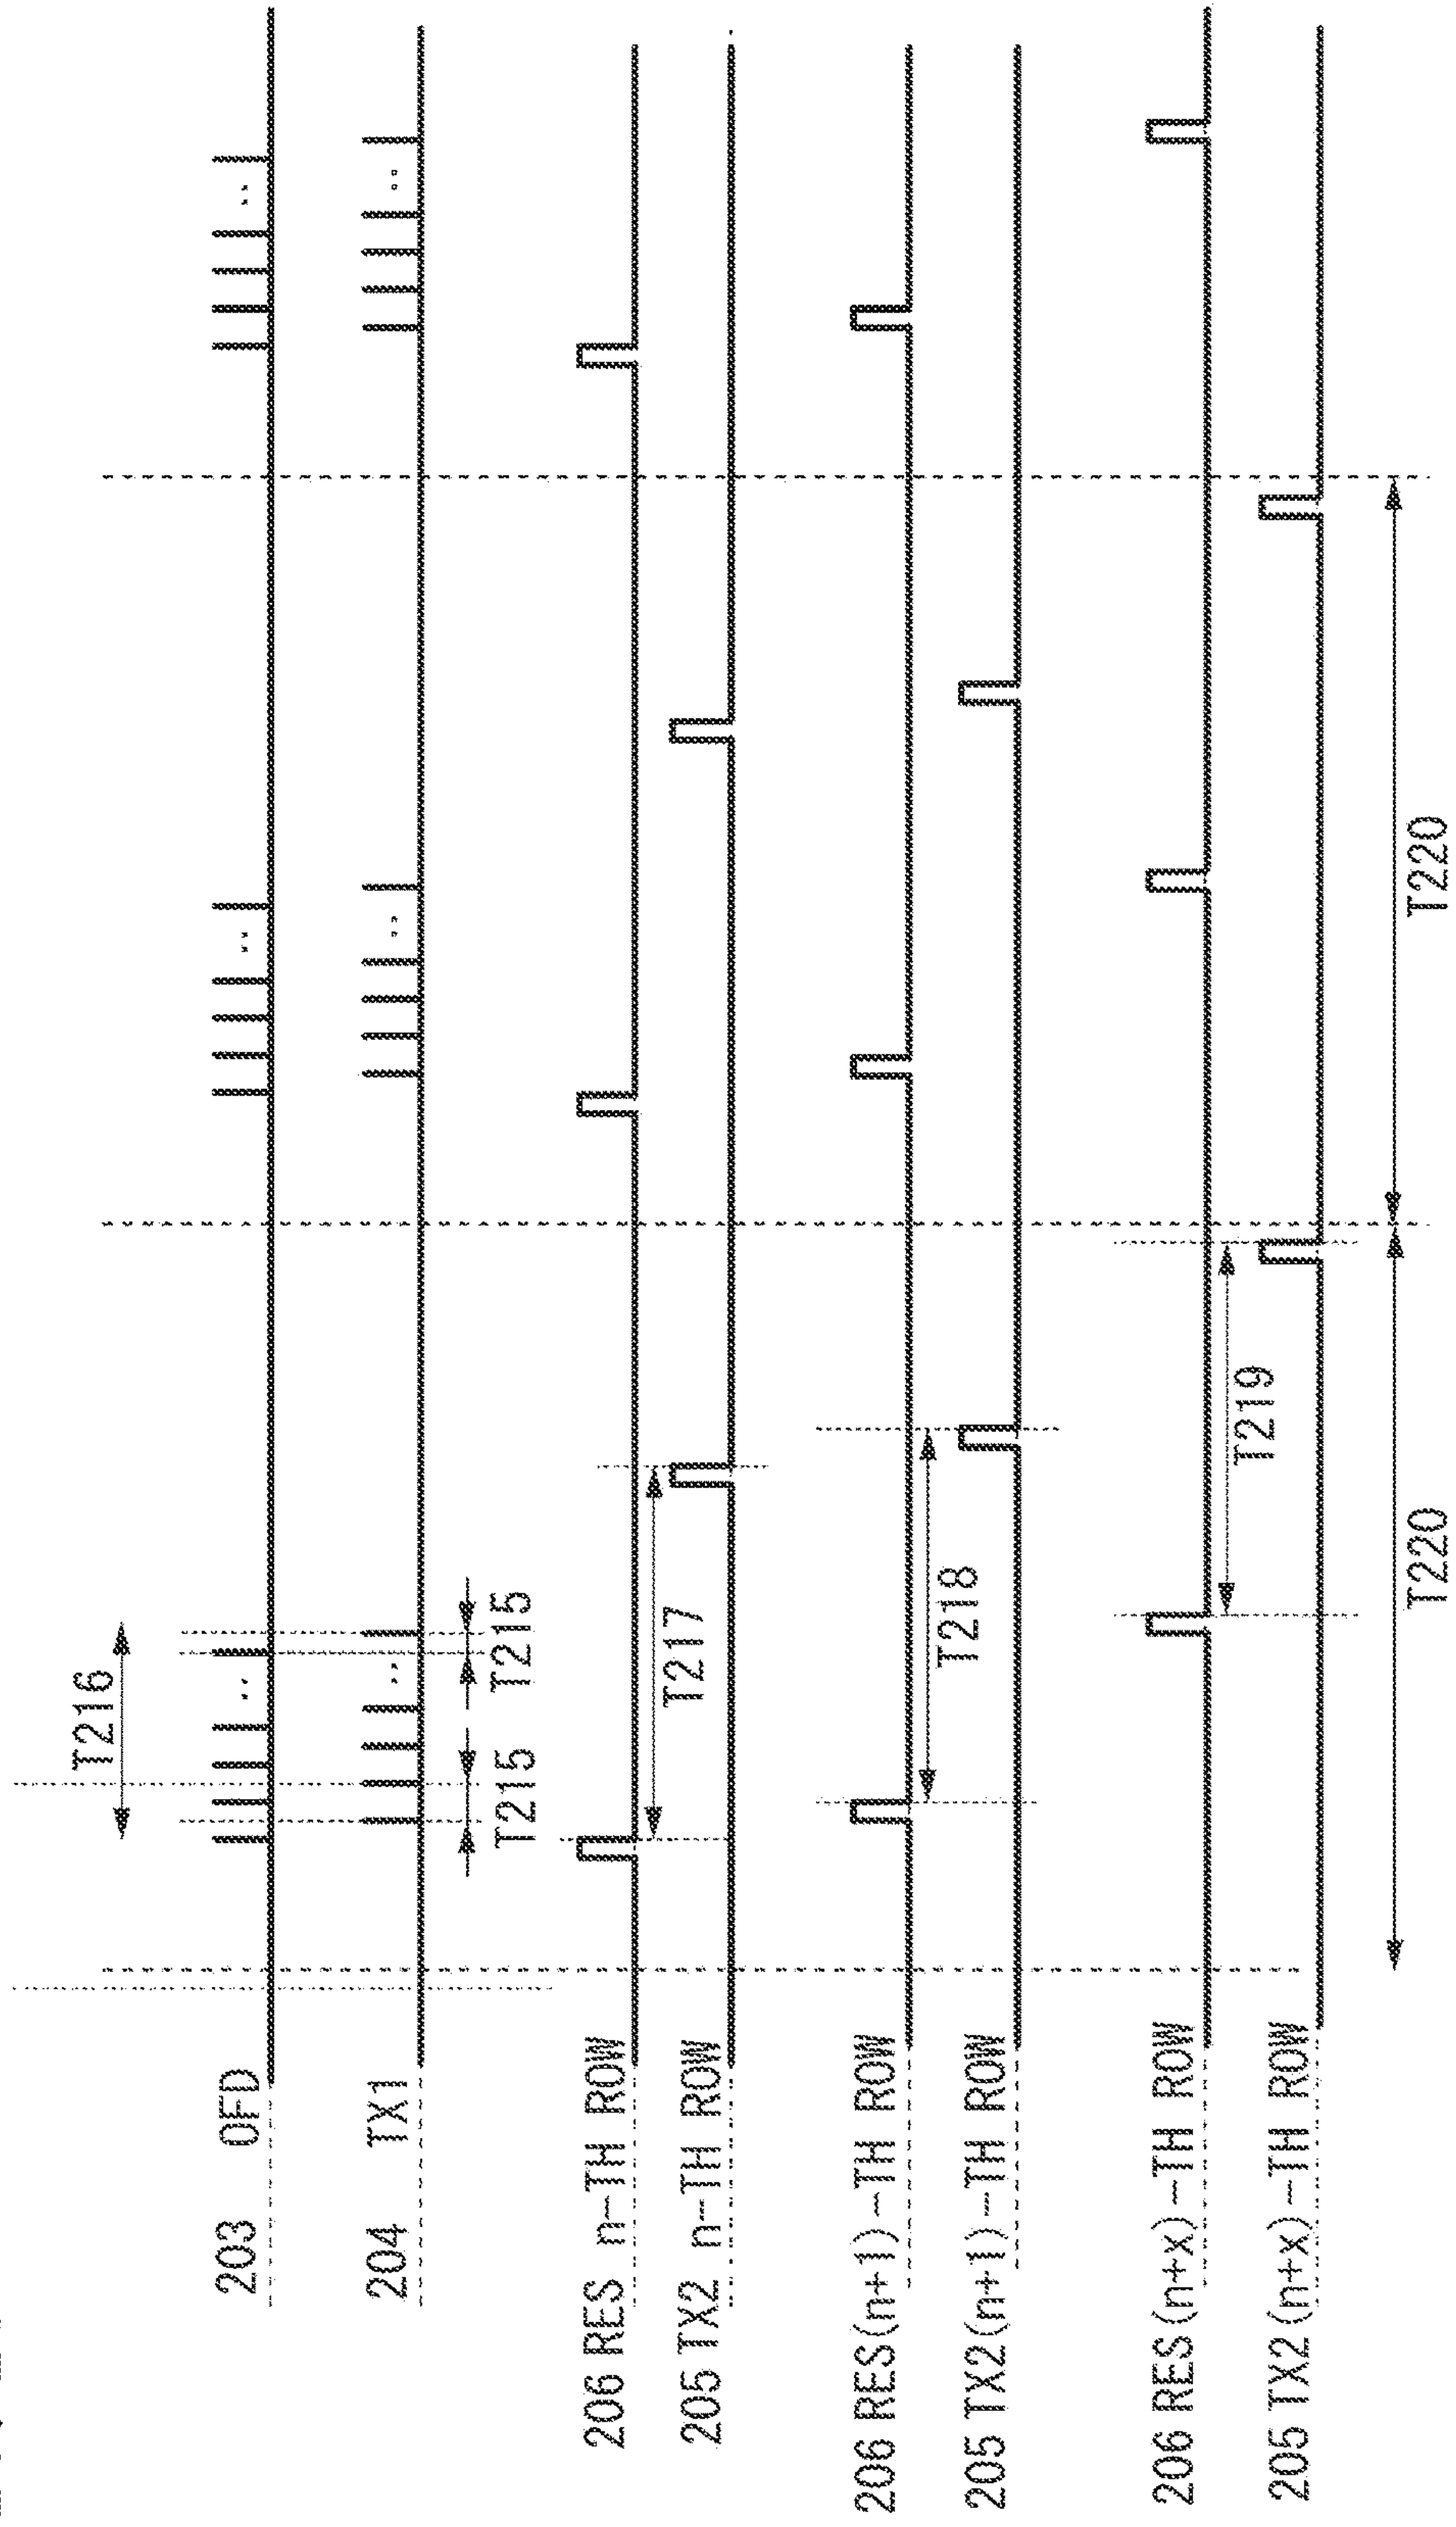 T216
203 OFD
204 TX1
T215
T215
206 RES n-TH ROW
T217
205 TX2 n-TH ROW
206 RES(n+1)-TH ROW
T218
205 TX2(n+1)-TH ROW
206 RES(n+x)-TH ROW
T219
205 TX2(n+x)-TH ROW
T220
T220